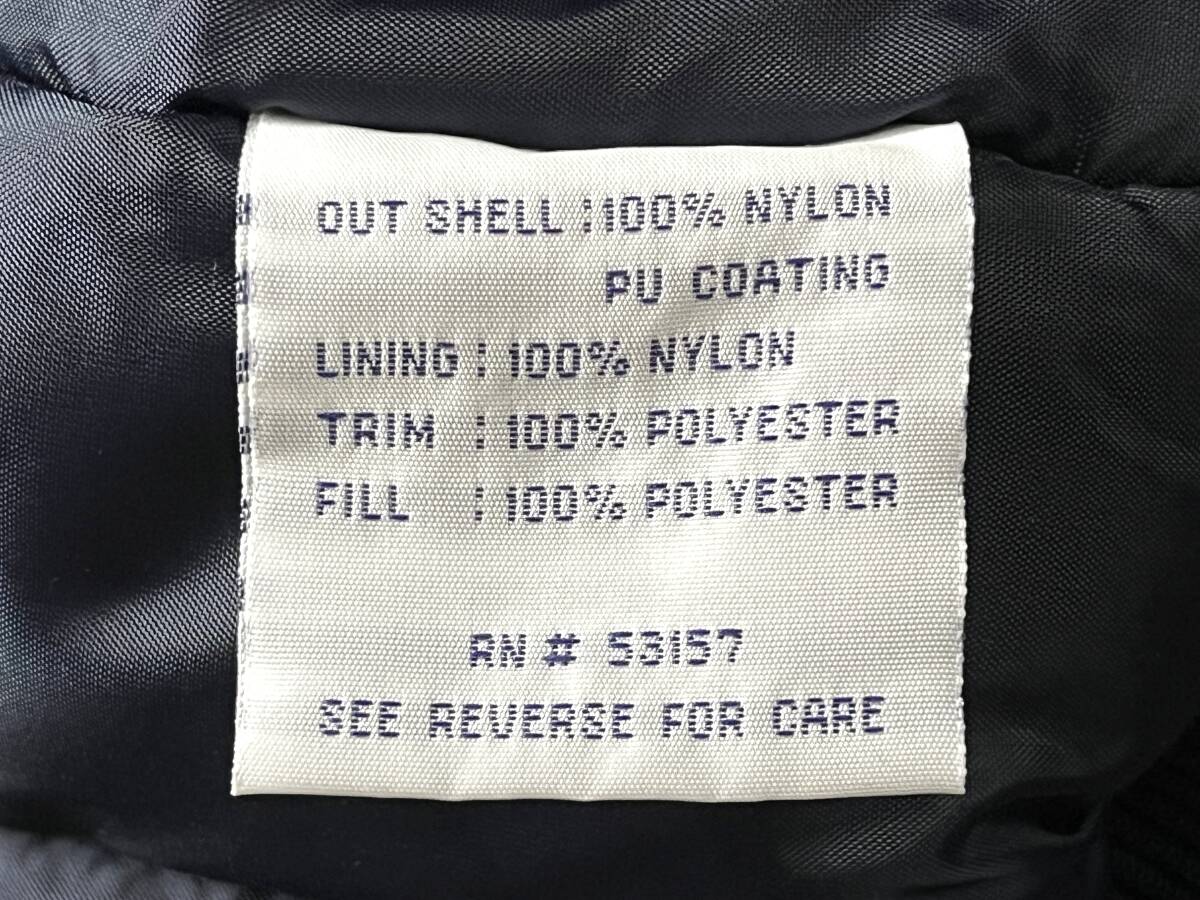 OUT SHELL : 100% NYLON
PU COATING
LINING : 100% NYLON
TRIM : 100% POLYESTER
FILL : 100% POLYESTER
RN # 53157
SEE REVERSE FOR CARE